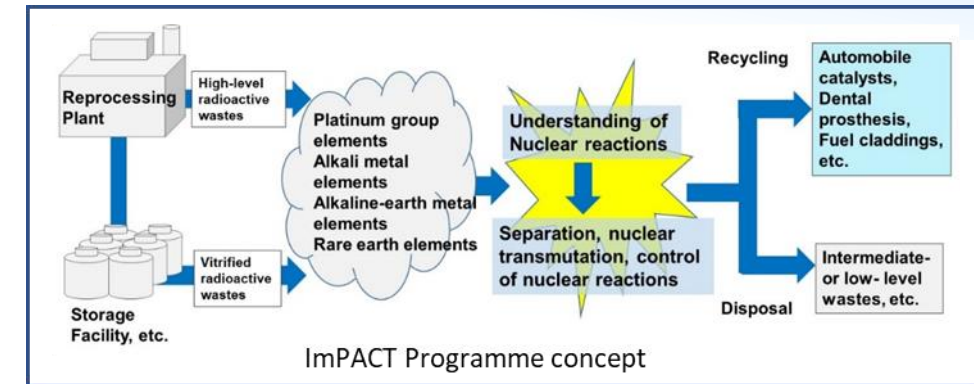 Reprocessing
Plant
High-level
radioactive
wastes
Storage
Facility, etc.
Vitrified
radioactive
wastes
Platinum group
elements
Alkali metal
elements
Alkaline-earth metal
elements
Rare earth elements
Understanding of
Nuclear reactions
Separation, nuclear
transmutation, control
of nuclear reactions
Recycling
Automobile
catalysts,
Dental
prosthesis,
Fuel claddings,
etc.
Disposal
Intermediate-
or low- level
wastes, etc.
ImPACT Programme concept